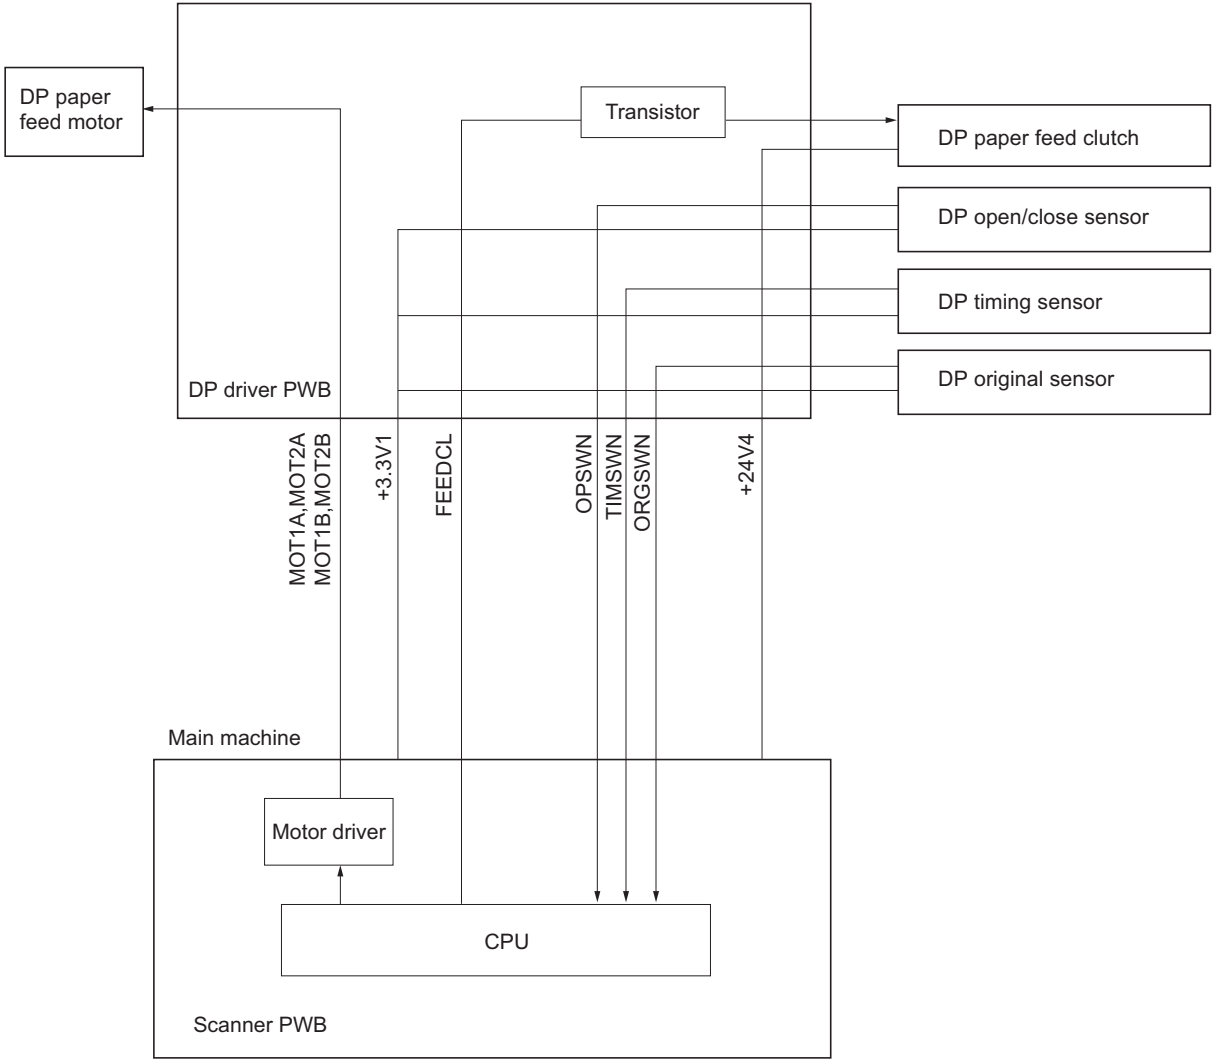 DP paper
feed motor
Transistor
DP paper feed clutch
DP open/close sensor
DP timing sensor
DP original sensor
DP driver PWB
MOT1A,MOT2A
MOT1B,MOT2B
+3.3V1
FEEDCL
OPSWN
TIMSWN
ORGSWN
+24V4
Main machine
Motor driver
CPU
Scanner PWB